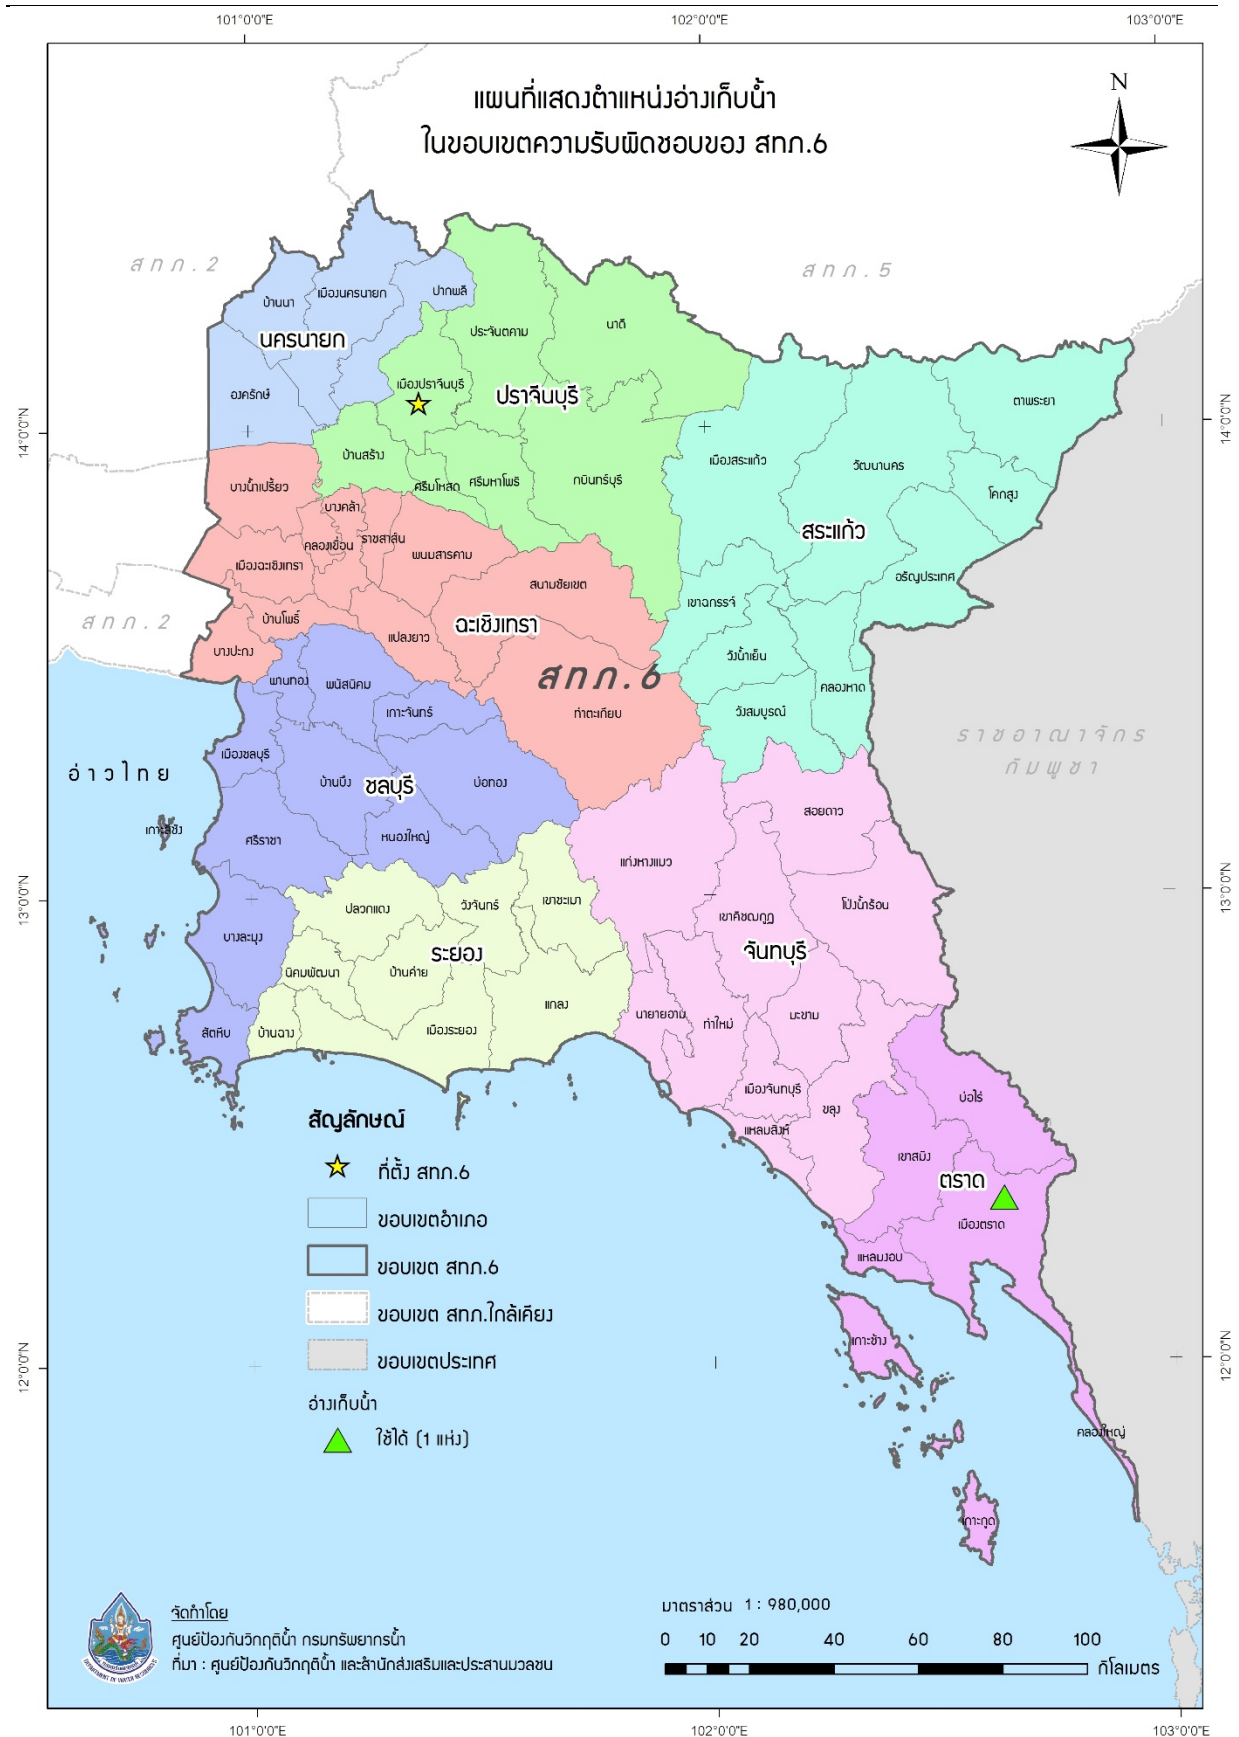 101°0'0"E
102°0'0"E
103°0'0"E
แผนที่แสดงตำแหน่งอ่างเก็บน้ำ
ในขอบเขตความรับผิดชอบของ สทภ.6
N
สทภ.2
สทภ.5
ปากพลี
เมืองนครนายก
บ้านนา
นครนายก
องครักษ์
นาดี
ประจันตคาม
เมืองปราจีนบุรี
ปราจีนบุรี
ตาพระยา
14°0'0"N
14°0'0"N
บ้านสร้าง
ศรีมโหสถ
ศรีมหาโพธิ
กบินทร์บุรี
เมืองสระแก้ว
วัฒนานคร
โคกสูง
สระแก้ว
บางน้ำเปรี้ยว
บางคล้า
คลองเขื่อน
ราชสาส์น
พนมสารคาม
เมืองฉะเชิงเทรา
สนามชัยเขต
อรัญประเทศ
เขาฉกรรจ์
สทภ.2
บ้านโพธิ์
แปลงยาว
ฉะเชิงเทรา
บางปะกง
วังน้ำเย็น
สทภ.6
พานทอง
พนัสนิคม
คลองหาด
เกาะจันทร์
ท่าตะเกียบ
วังสมบูรณ์
ราชอาณาจักร
กัมพูชา
เมืองชลบุรี
อ่าวไทย
บ้านบึง
ชลบุรี
บ่อทอง
สอยดาว
เกาะสีชัง
ศรีราชา
หนองใหญ่
แก่งหางแมว
13°0'0"N
13°0'0"N
ปลวกแดง
วังจันทร์
เขาชะเมา
โป่งน้ำร้อน
เขาคิชฌกูฏ
บางละมุง
ระยอง
จันทบุรี
นิคมพัฒนา
บ้านค่าย
แกลง
นายายอาม
ท่าใหม่
มะขาม
สัตหีบ
บ้านฉาง
เมืองระยอง
เมืองจันทบุรี
บ่อไร่
ขลุง
แหลมสิงห์
เขาสมิง
ตราด
เมืองตราด
แหลมงอบ
เกาะช้าง
12°0'0"N
12°0'0"N
คลองใหญ่
เกาะกูด
สัญลักษณ์
ที่ตั้ง สทภ.6
ขอบเขตอำเภอ
ขอบเขต สทภ.6
ขอบเขต สทภ.ใกล้เคียง
ขอบเขตประเทศ
อ่างเก็บน้ำ
ใช้ได้ (1 แห่ง)
จัดทำโดย
ศูนย์ป้องกันวิกฤติน้ำ กรมทรัพยากรน้ำ
ที่มา : ศูนย์ป้องกันวิกฤติน้ำ และสำนักส่งเสริมและประสานมวลชน
DEPARTMENT OF WATER RESOURCES
มาตราส่วน 1 : 980,000
0 10 20 40 60 80 100
กิโลเมตร
101°0'0"E
102°0'0"E
103°0'0"E